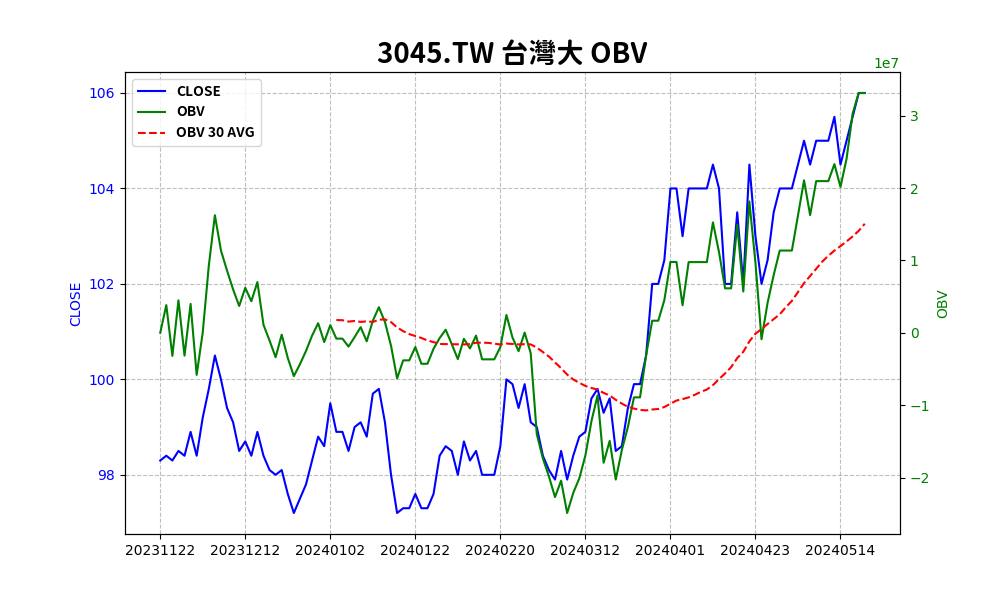 3045.TW 台灣大 OBV
1e7
CLOSE
OBV
OBV 30 AVG
106
104
102
100
98
CLOSE
3
2
1
0
−1
−2
OBV
20231122 20231212 20240102 20240122 20240220 20240312 20240401 20240423 20240514